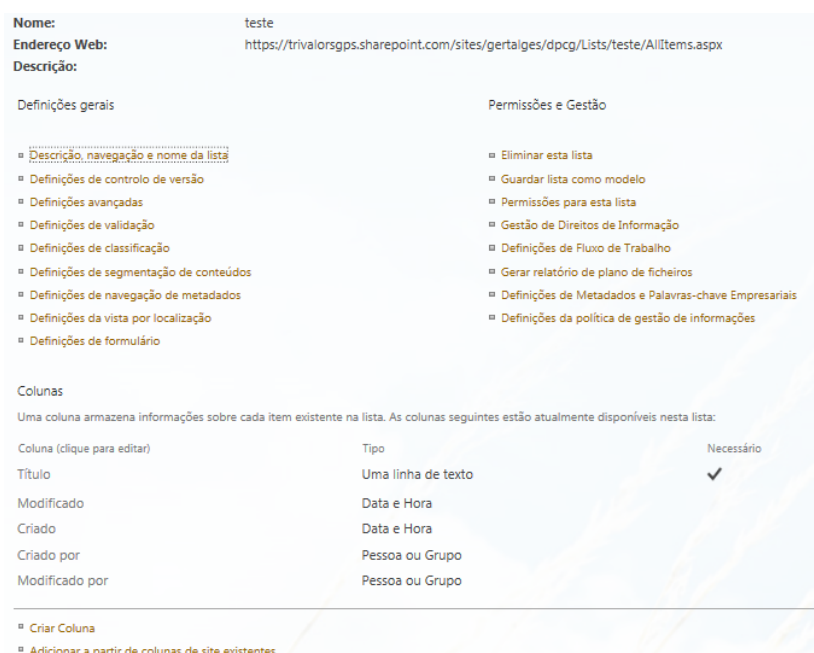 Nome: teste
Endereço Web: https://trivalorsgps.sharepoint.com/sites/gertalges/dpcg/Lists/teste/AllItems.aspx
Descrição:
Definições gerais
Descrição, navegação e nome da lista
Definições de controlo de versão
Definições avançadas
Definições de validação
Definições de classificação
Definições de segmentação de conteúdos
Definições de navegação de metadados
Definições da vista por localização
Definições de formulário
Permissões e Gestão
Eliminar esta lista
Guardar lista como modelo
Permissões para esta lista
Gestão de Direitos de Informação
Definições de Fluxo de Trabalho
Gerar relatório de plano de ficheiros
Definições de Metadados e Palavras-chave Empresariais
Definições da política de gestão de informações
Colunas
Uma coluna armazena informações sobre cada item existente na lista. As colunas seguintes estão atualmente disponíveis nesta lista:
Coluna (clique para editar) Tipo Necessário
Título Uma linha de texto ✓
Modificado Data e Hora
Criado Data e Hora
Criado por Pessoa ou Grupo
Modificado por Pessoa ou Grupo
Criar Coluna
Adicionar a partir de colunas de site existentes